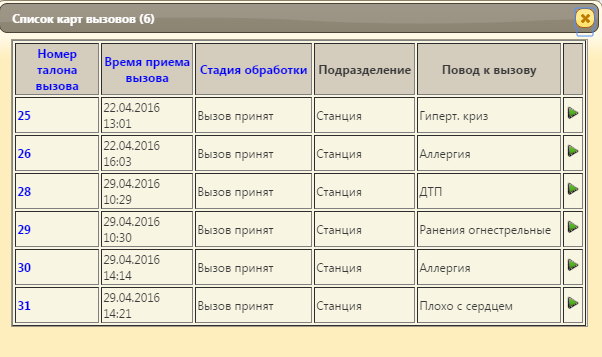 Список карт вызовов (6)
Номер талона вызова
Время приема вызова
Стадия обработки
Подразделение
Повод к вызову
25
22.04.2016 13:01
Вызов принят
Станция
Гиперт. криз
26
22.04.2016 16:03
Вызов принят
Станция
Аллергия
28
29.04.2016 10:29
Вызов принят
Станция
ДТП
29
29.04.2016 10:30
Вызов принят
Станция
Ранения огнестрельные
30
29.04.2016 14:14
Вызов принят
Станция
Аллергия
31
29.04.2016 14:21
Вызов принят
Станция
Плохо с сердцем